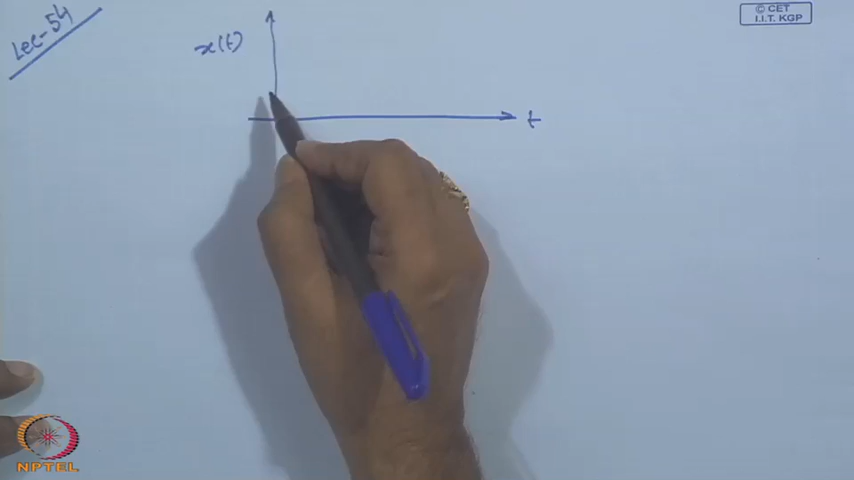 Lec-54
© CET
I.I.T. KGP
x(t)
t
NPTEL